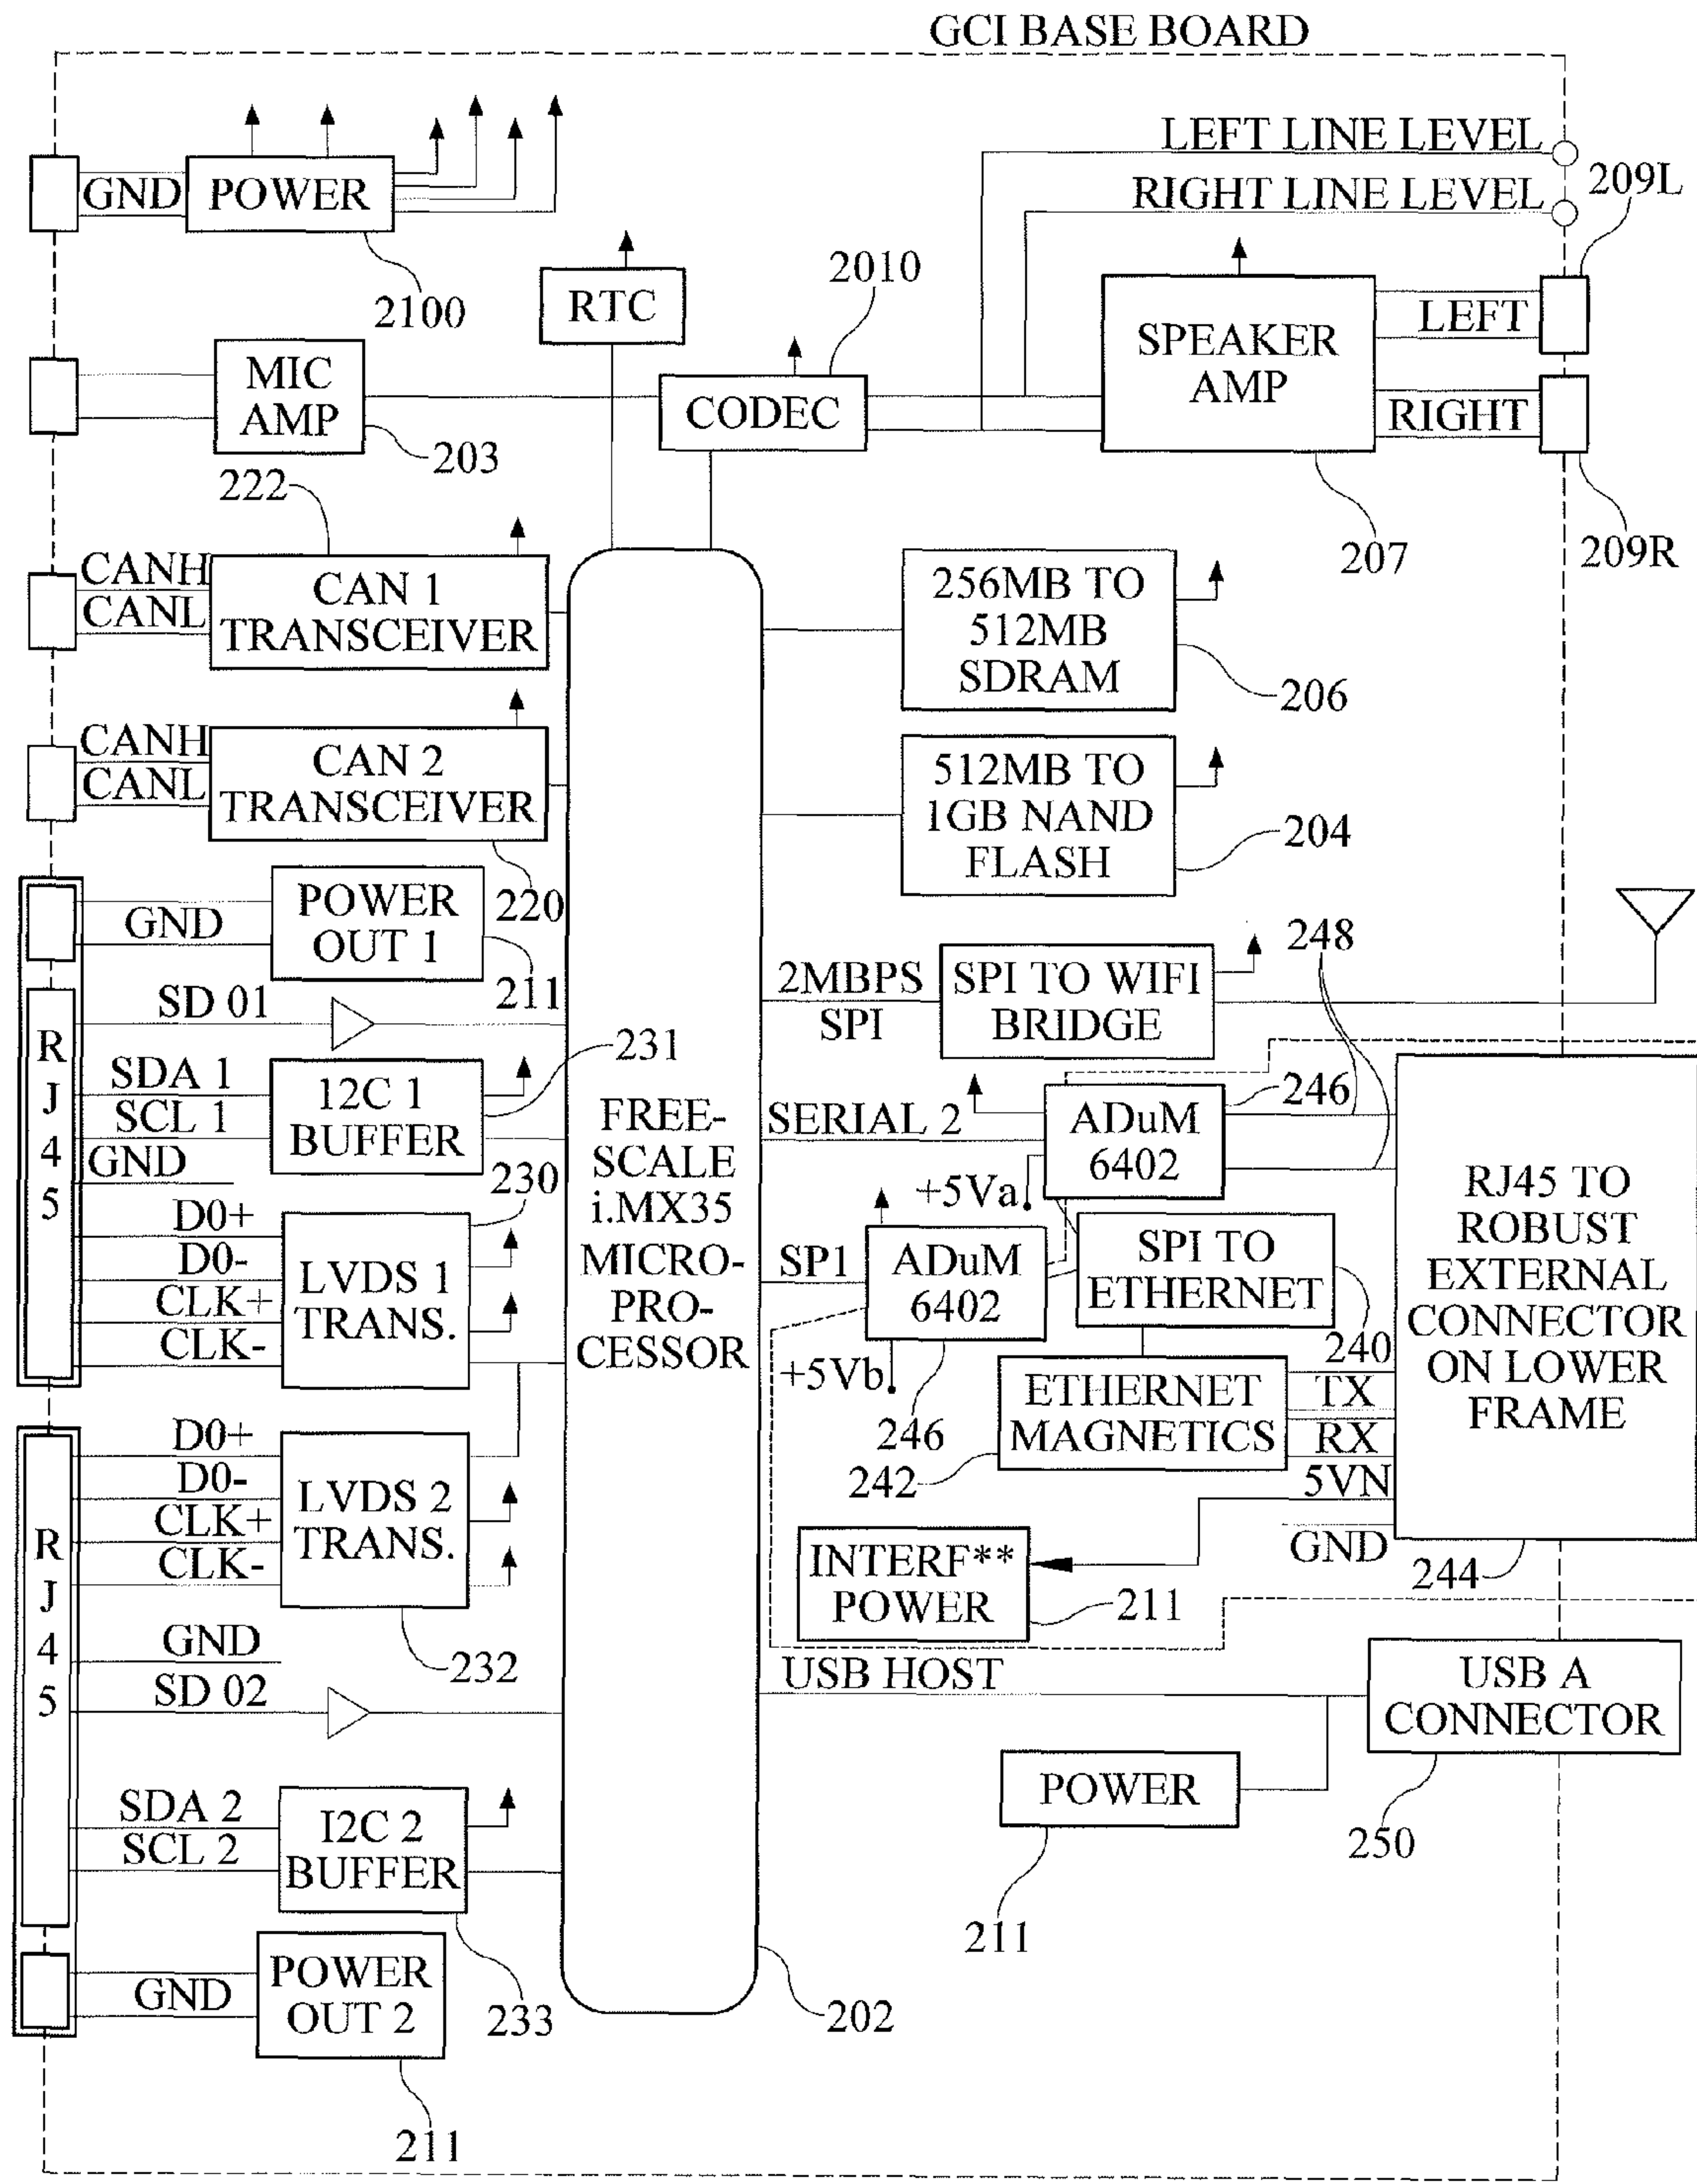 GCI BASE BOARD
LEFT LINE LEVEL
RIGHT LINE LEVEL
209L
GND
POWER
2100
RTC
2010
SPEAKER
AMP
LEFT
RIGHT
MIC
AMP
203
CODEC
207
209R
222
CANH
CANL
CAN 1
TRANSCEIVER
256MB TO
512MB
SDRAM
206
CANH
CANL
CAN 2
TRANSCEIVER
220
512MB TO
1GB NAND
FLASH
204
GND
POWER
OUT 1
211
248
2MBPS
SPI
SPI TO WIFI
BRIDGE
R
J
4
5
SD 01
231
SDA 1
SCL 1
GND
12C 1
BUFFER
230
D0+
D0-
CLK+
CLK-
LVDS 1
TRANS.
FREE-
SCALE
i.MX35
MICRO-
PRO-
CESSOR
SERIAL 2
ADuM
6402
246
+5Va
SP1
ADuM
6402
+5Vb
246
SPI TO
ETHERNET
240
ETHERNET
MAGNETICS
242
TX
RX
5VN
GND
RJ45 TO
ROBUST
EXTERNAL
CONNECTOR
ON LOWER
FRAME
244
INTERF**
POWER
211
R
J
4
5
D0+
D0-
CLK+
CLK-
LVDS 2
TRANS.
232
GND
SD 02
USB HOST
USB A
CONNECTOR
250
POWER
211
SDA 2
SCL 2
I2C 2
BUFFER
233
GND
POWER
OUT 2
211
202